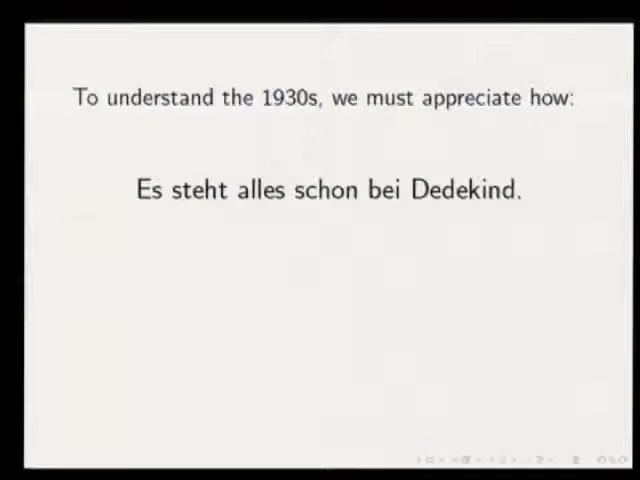 To understand the 1930s, we must appreciate how:
Es steht alles schon bei Dedekind.